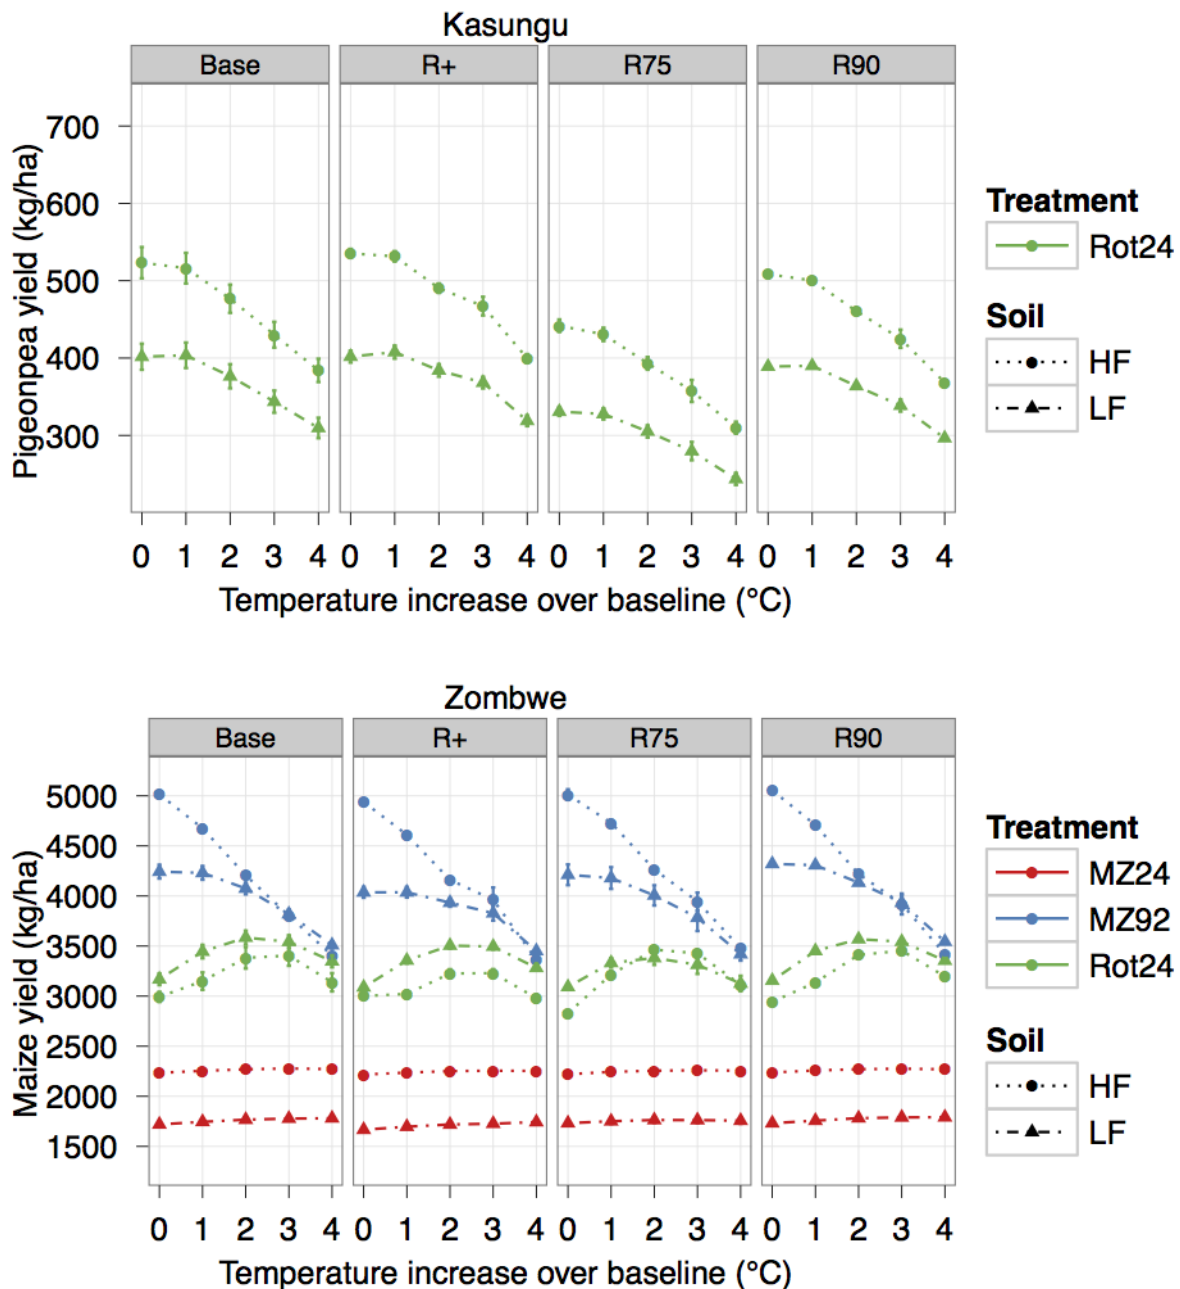 Kasungu
Base R+ R75 R90
Pigeonpea yield (kg/ha)
700
600
500
400
300
0 1 2 3 4 0 1 2 3 4 0 1 2 3 4 0 1 2 3 4
Temperature increase over baseline (°C)
Treatment
Rot24
Soil
HF
LF
Zombwe
Base R+ R75 R90
Maize yield (kg/ha)
5000
4500
4000
3500
3000
2500
2000
1500
0 1 2 3 4 0 1 2 3 4 0 1 2 3 4 0 1 2 3 4
Temperature increase over baseline (°C)
Treatment
MZ24
MZ92
Rot24
Soil
HF
LF